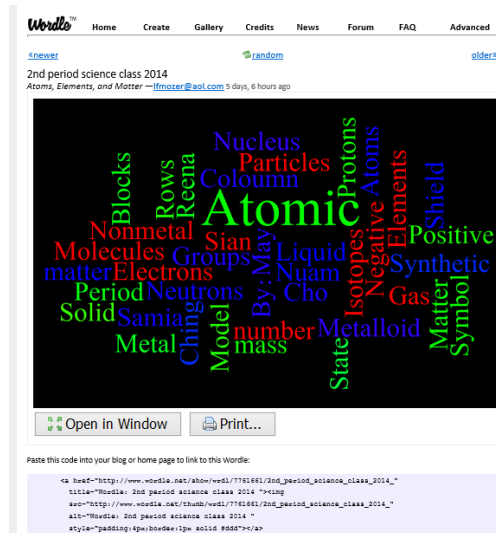 Wordle™ Home Create Gallery Credits News Forum FAQ Advanced
«newer random older»
2nd period science class 2014
Atoms, Elements, and Matter —lfmozer@aol.com 5 days, 6 hours ago
Nucleus
Particles
Protons
Atoms
Elements
Shield
Blocks
Rows
Reena
Coloumn
Atomic
Nonmetal
Sian
Positive
Molecules
Groups
By:May
Liquid
Isotopes
Negative
Synthetic
matter
Electrons
Nuam
Period
Neutrons
Cho
Gas
Matter
Symbol
Solid
Samia
Ching
Model
number
Metalloid
Metal
mass
State
Open in Window Print...
Paste this code into your blog or home page to link to this Wordle:
<a href="http://www.wordle.net/show/wrdl/7761661/2nd_period_science_class_2014_"
title="Wordle: 2nd period science class 2014 "><img
src="http://www.wordle.net/thumb/wrdl/7761661/2nd_period_science_class_2014_"
alt="Wordle: 2nd period science class 2014 "
style="padding:4px;border:1px solid #ddd"></a>